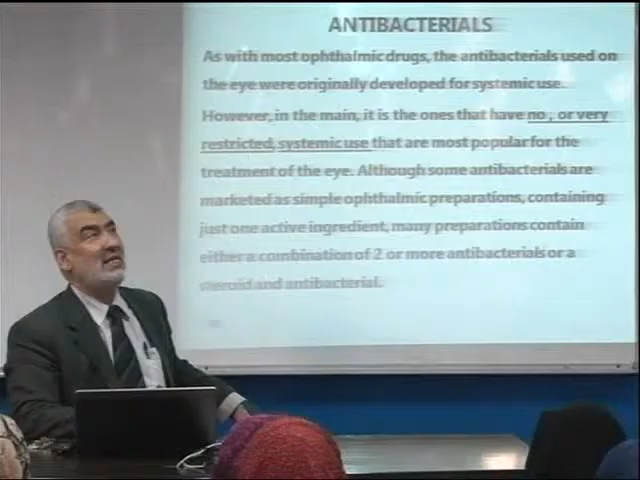 ANTIBACTERIALS
As with most ophthalmic drugs, the antibacterials used on
the eye were originally developed for systemic use.
However, in the main, it is the ones that have no , or very
restricted, systemic use that are most popular for the
treatment of the eye. Although some antibacterials are
marketed as simple ophthalmic preparations, containing
just one active ingredient, many preparations contain
either a combination of 2 or more antibacterials or a
steroid and antibacterial.